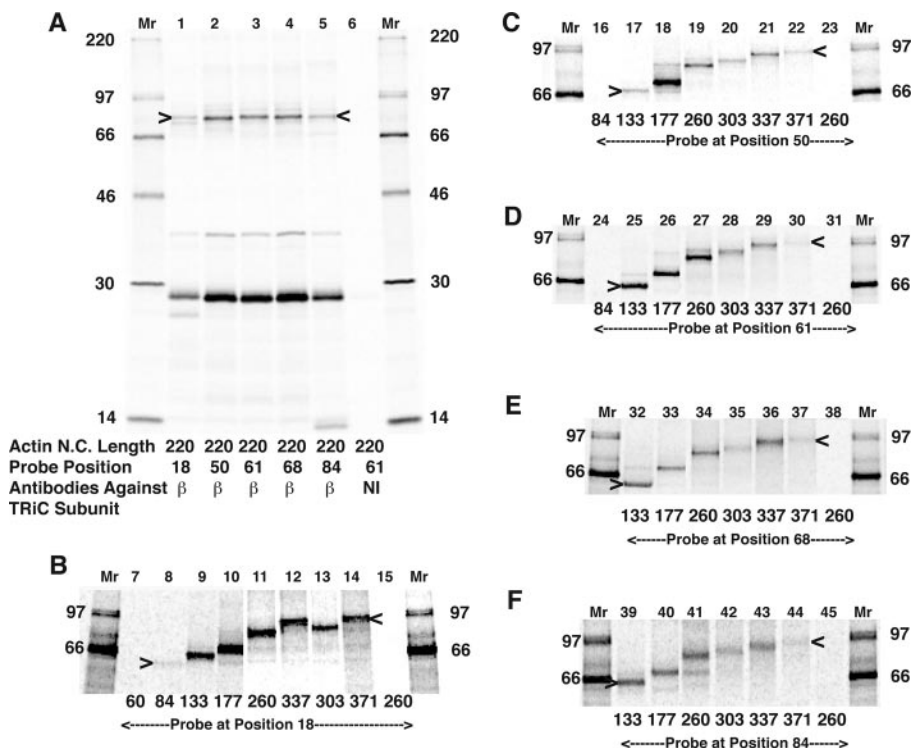 A
Mr 1 2 3 4 5 6 Mr
220 220
97 97
66 66
46 46
30 30
14 14
Actin N.C. Length 220 220 220 220 220 220
Probe Position 18 50 61 68 84 61
Antibodies Against β β β β β NI
TRiC Subunit
> <
B
Mr 7 8 9 10 11 12 13 14 15 Mr
97 97
66 66
> <
60 84 133 177 260 337 303 371 260
<-------Probe at Position 18---------------->
C
Mr 16 17 18 19 20 21 22 23 Mr
97 97
66 66
> <
84 133 177 260 303 337 371 260
<-------------Probe at Position 50------->
D
Mr 24 25 26 27 28 29 30 31 Mr
97 97
66 66
> <
84 133 177 260 303 337 371 260
<-------------Probe at Position 61------->
E
Mr 32 33 34 35 36 37 38 Mr
97 97
66 66
> <
133 177 260 303 337 371 260
<------Probe at Position 68------->
F
Mr 39 40 41 42 43 44 45 Mr
97 97
66 66
> <
133 177 260 303 337 371 260
<------Probe at Position 84------->